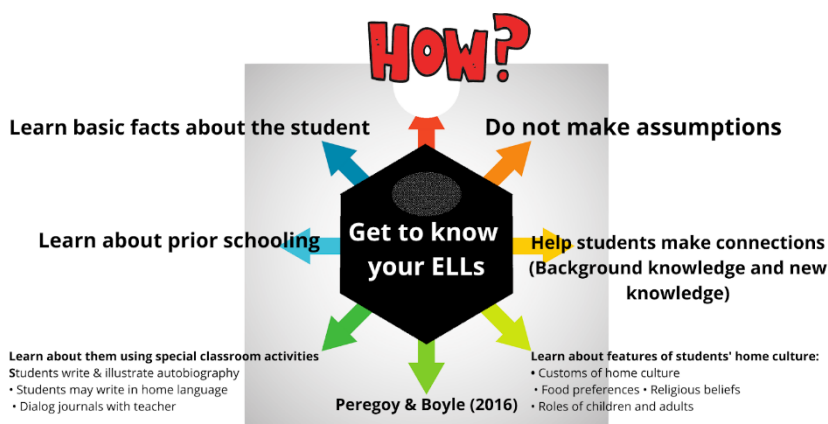 HOW?
Learn basic facts about the student
Do not make assumptions
Learn about prior schooling
Get to know
your ELLs
Help students make connections
(Background knowledge and new
knowledge)
Learn about them using special classroom activities
Students write & illustrate autobiography
• Students may write in home language
• Dialog journals with teacher
Peregoy & Boyle (2016)
Learn about features of students' home culture:
• Customs of home culture
• Food preferences • Religious beliefs
• Roles of children and adults